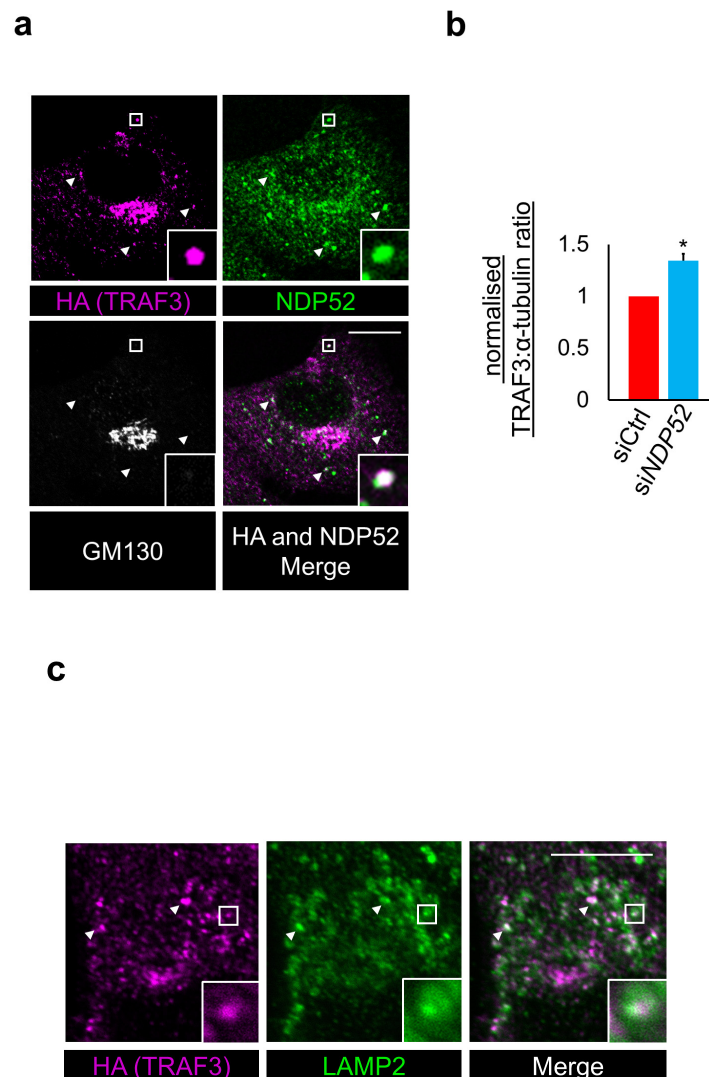 a
HA (TRAF3)
NDP52
GM130
HA and NDP52
Merge
b
normalised
TRAF3:α-tubulin ratio
1.5
1
0.5
0
*
siCtrl
siNDP52
c
HA (TRAF3)
LAMP2
Merge